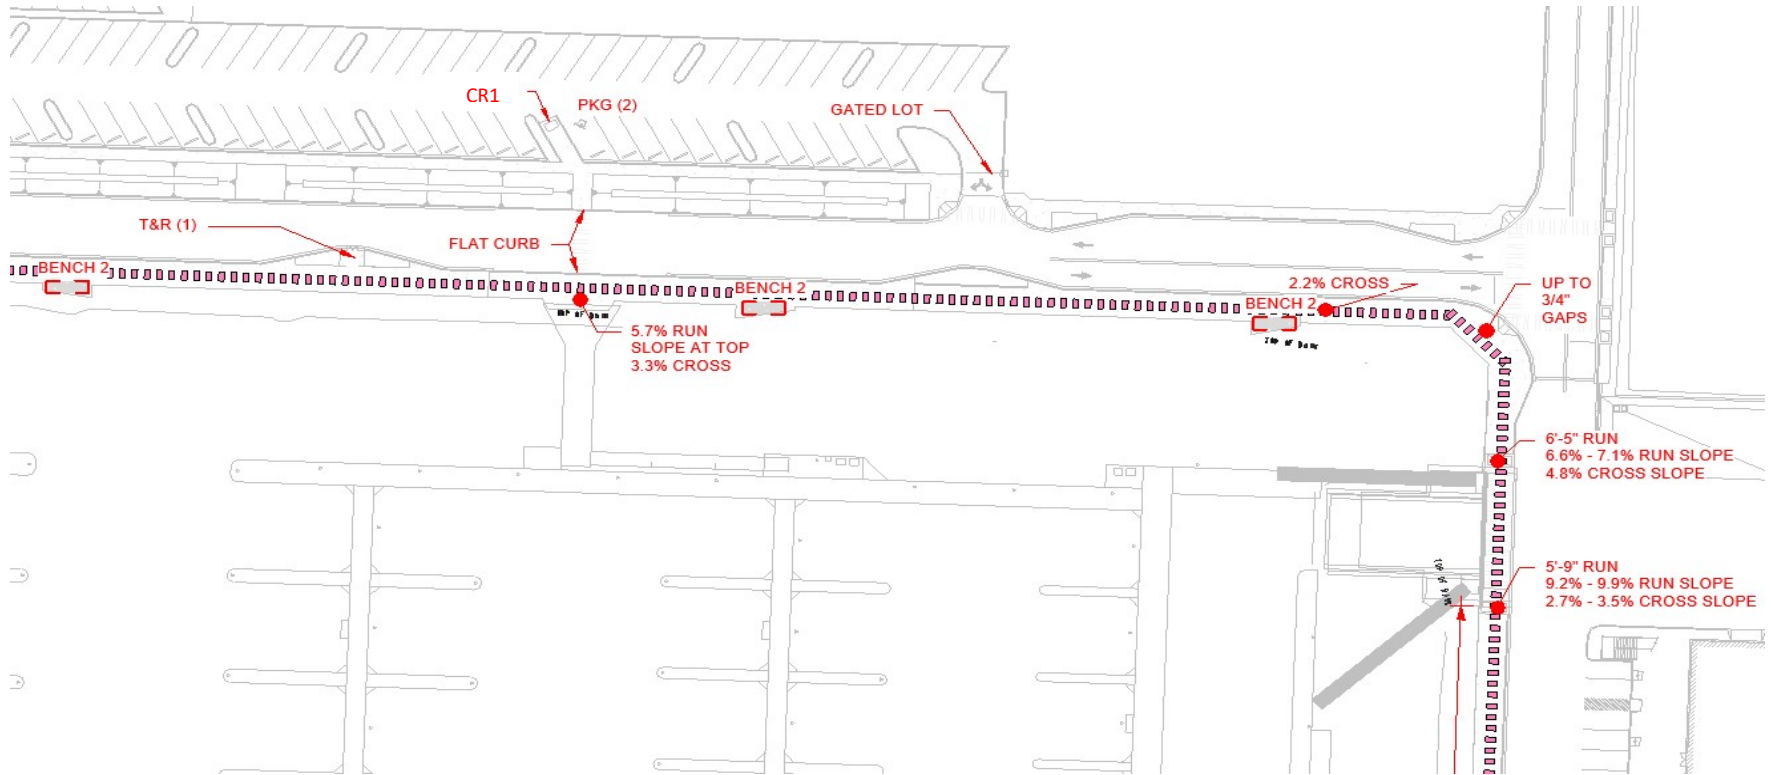 CR1
PKG (2)
GATED LOT
T&R (1)
FLAT CURB
BENCH 2
BENCH 2
2.2% CROSS
BENCH 2
UP TO
3/4"
GAPS
5.7% RUN
SLOPE AT TOP
3.3% CROSS
6'-5" RUN
6.6% - 7.1% RUN SLOPE
4.8% CROSS SLOPE
5'-9" RUN
9.2% - 9.9% RUN SLOPE
2.7% - 3.5% CROSS SLOPE